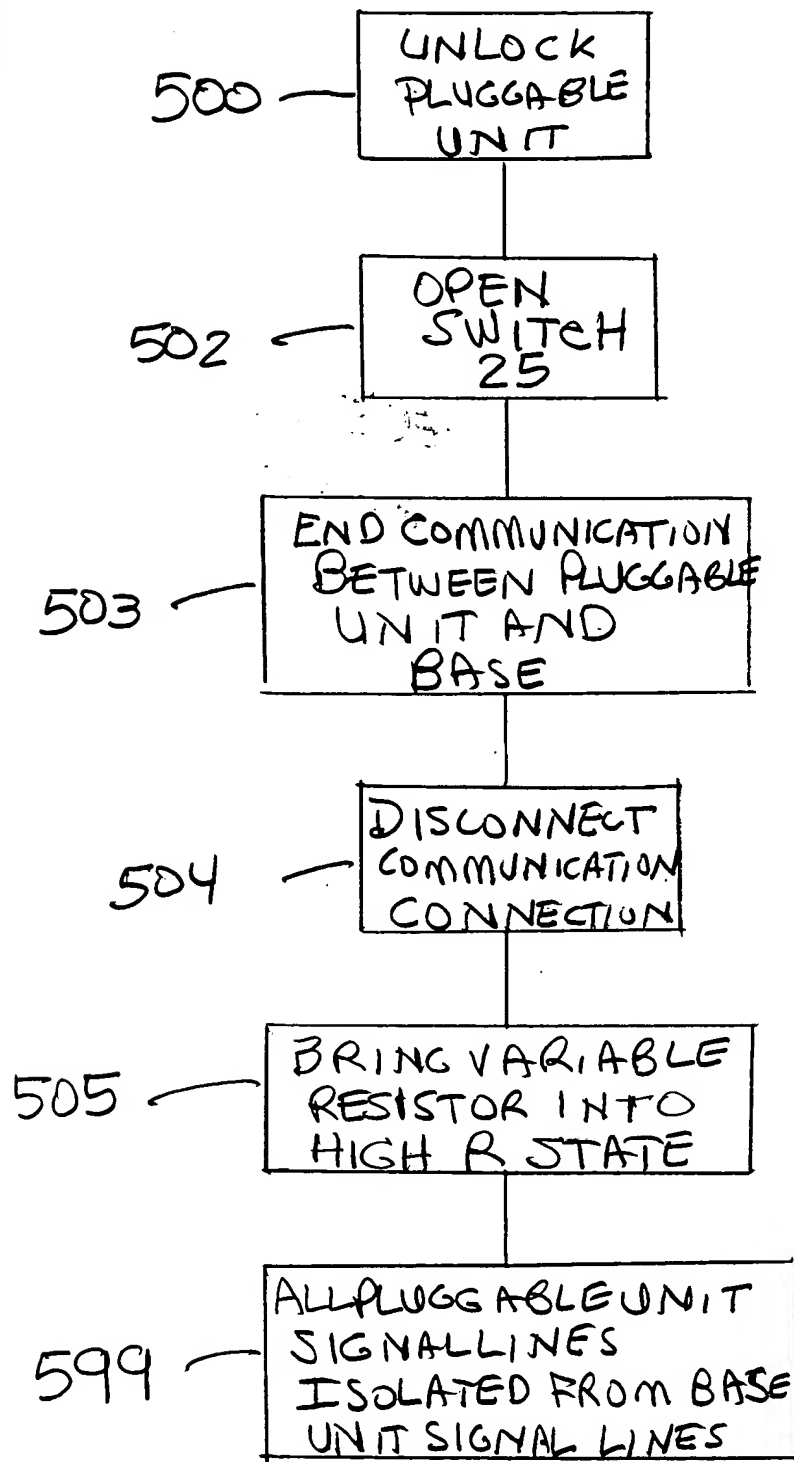 500
UNLOCK
PLUGGABLE
UNIT
502
OPEN
SWITCH
25
503
END COMMUNICATION
BETWEEN PLUGGABLE
UNIT AND
BASE
504
DISCONNECT
COMMUNICATION
CONNECTION
505
BRING VARIABLE
RESISTOR INTO
HIGH R STATE
599
ALL PLUGGABLE UNIT
SIGNAL LINES
ISOLATED FROM BASE
UNIT SIGNAL LINES